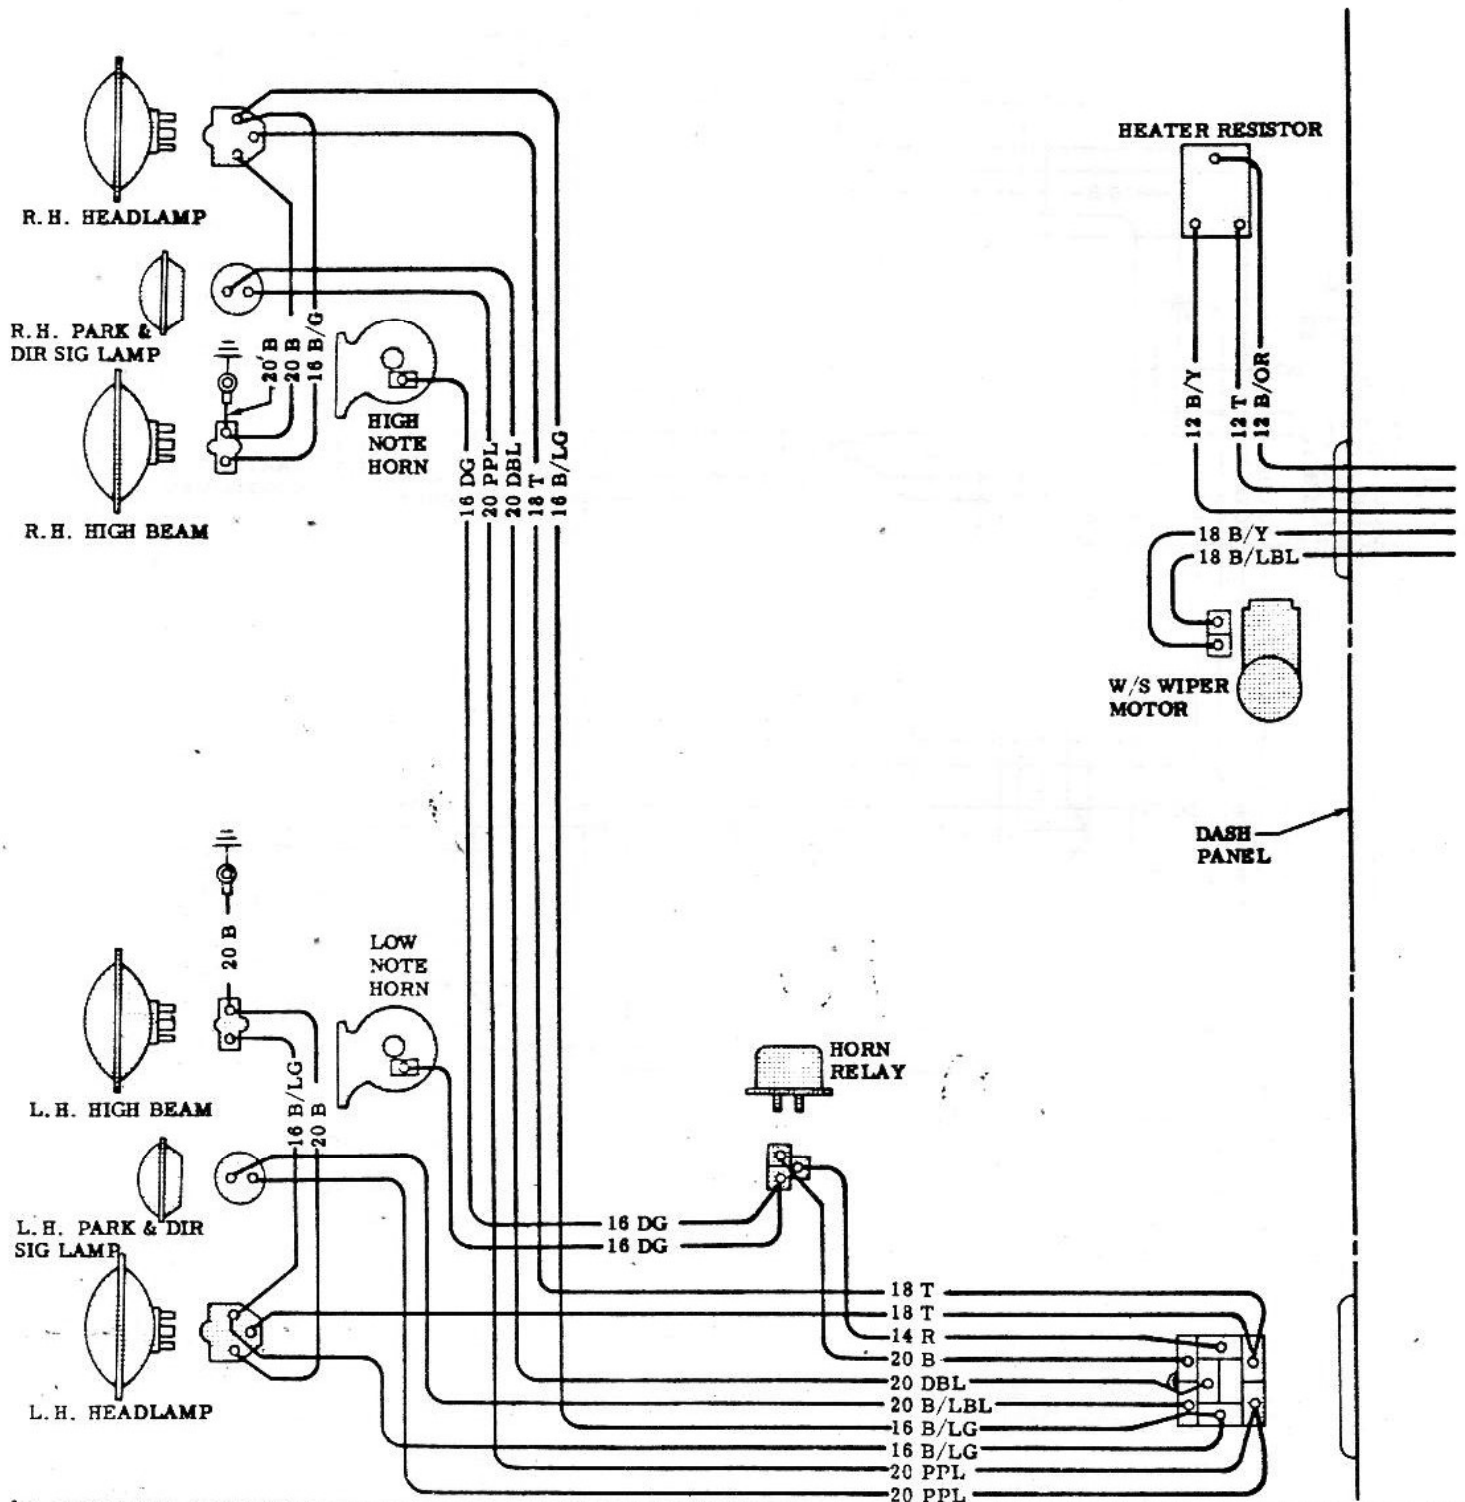 HEATER RESISTOR
R.H. HEADLAMP
R.H. PARK &
DIR SIG LAMP
20 B
20 B
16 B/G
HIGH
NOTE
HORN
R.H. HIGH BEAM
16 DG
20 PPL
20 DBL
18 T
16 B/LG
12 B/Y
12 T
12 B/OR
18 B/Y
18 B/LBL
W/S WIPER
MOTOR
DASH
PANEL
20 B
LOW
NOTE
HORN
HORN
RELAY
L.H. HIGH BEAM
16 B/LG
20 B
L.H. PARK & DIR
SIG LAMP
16 DG
16 DG
L.H. HEADLAMP
18 T
18 T
14 R
20 B
20 DBL
20 B/LBL
16 B/LG
16 B/LG
20 PPL
20 PPL